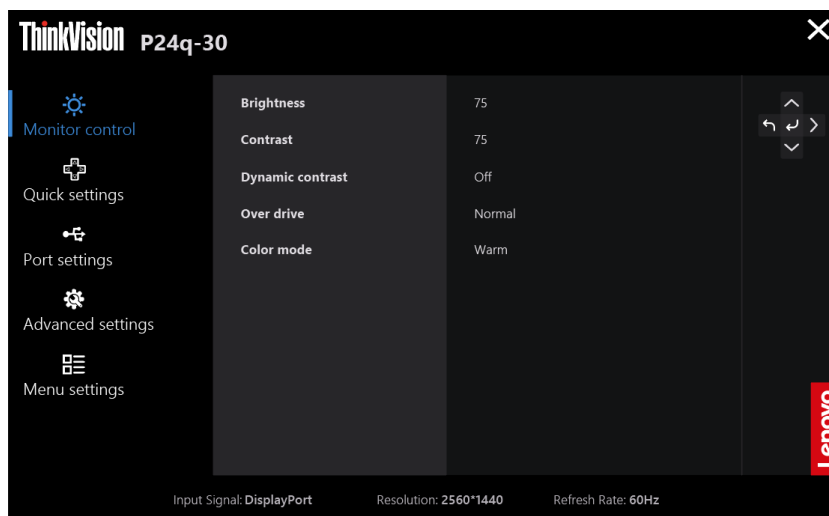 ThinkVision P24q-30
Monitor control
Quick settings
Port settings
Advanced settings
Menu settings
Brightness 75
Contrast 75
Dynamic contrast Off
Over drive Normal
Color mode Warm
Lenovo
Input Signal: DisplayPort Resolution: 2560*1440 Refresh Rate: 60Hz